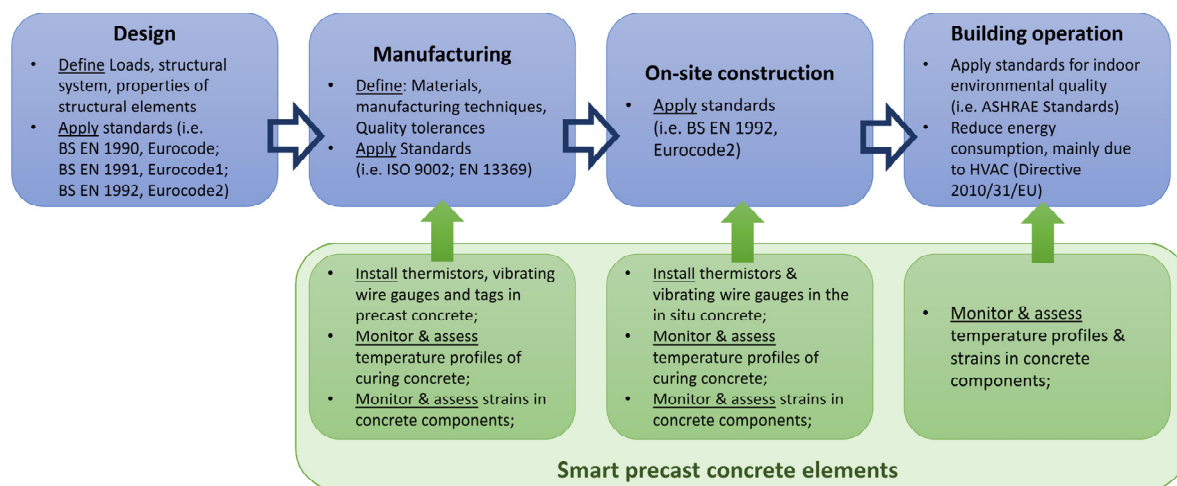 Design
• Define Loads, structural
system, properties of
structural elements
• Apply standards (i.e.
BS EN 1990, Eurocode;
BS EN 1991, Eurocode1;
BS EN 1992, Eurocode2)
Manufacturing
• Define: Materials,
manufacturing techniques,
Quality tolerances
• Apply Standards
(i.e. ISO 9002; EN 13369)
On-site construction
• Apply standards
(i.e. BS EN 1992,
Eurocode2)
Building operation
• Apply standards for indoor
environmental quality
(i.e. ASHRAE Standards)
• Reduce energy
consumption, mainly due
to HVAC (Directive
2010/31/EU)
• Install thermistors, vibrating
wire gauges and tags in
precast concrete;
• Monitor & assess
temperature profiles of
curing concrete;
• Monitor & assess strains in
concrete components;
• Install thermistors &
vibrating wire gauges in the
in situ concrete;
• Monitor & assess
temperature profiles of
curing concrete;
• Monitor & assess strains in
concrete components;
• Monitor & assess
temperature profiles &
strains in concrete
components;
Smart precast concrete elements